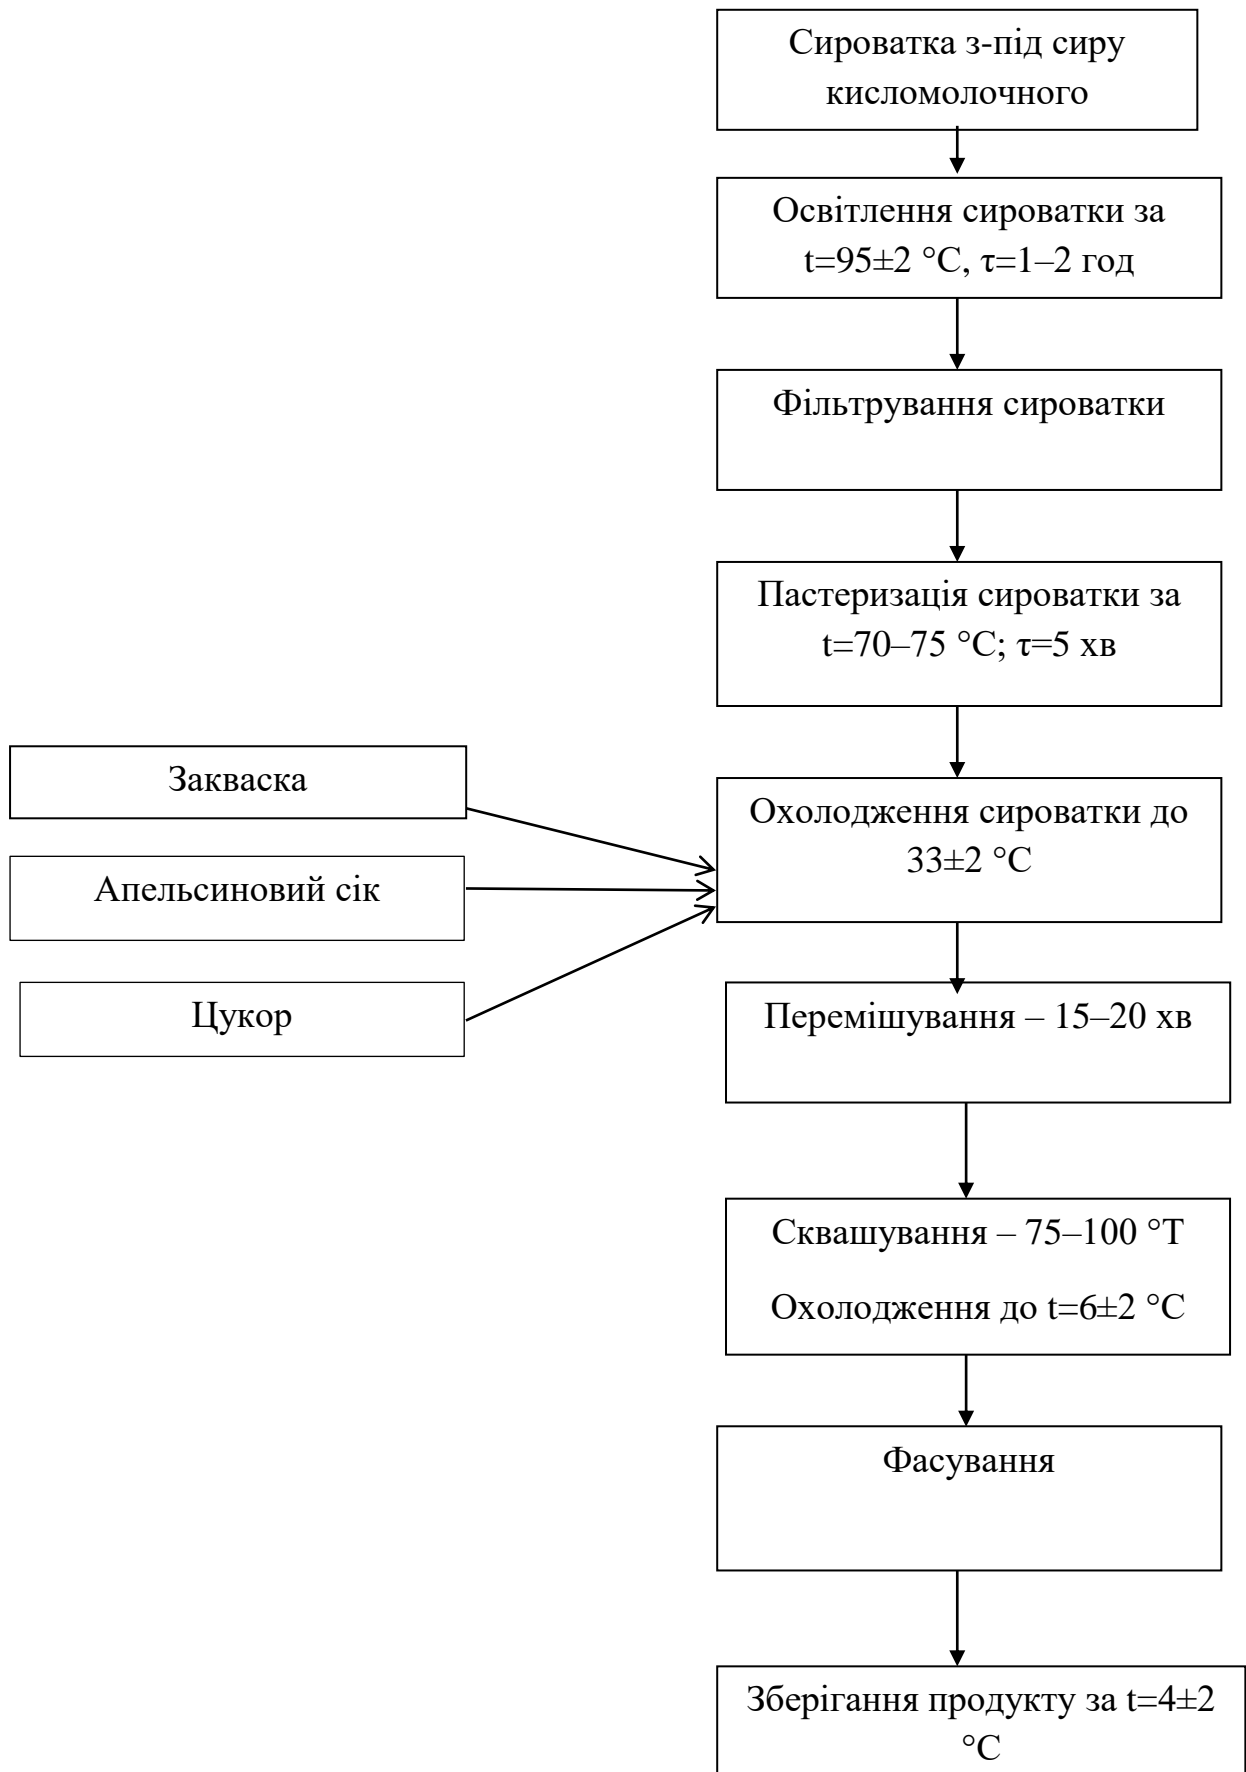 Сироватка з-під сиру
кисломолочного
Освітлення сироватки за
t=95±2 °С, τ=1–2 год
Фільтрування сироватки
Пастеризація сироватки за
t=70–75 °С; τ=5 хв
Закваска
Апельсиновий сік
Цукор
Охолодження сироватки до
33±2 °С
Перемішування – 15–20 хв
Сквашування – 75–100 °Т
Охолодження до t=6±2 °С
Фасування
Зберігання продукту за t=4±2
°С